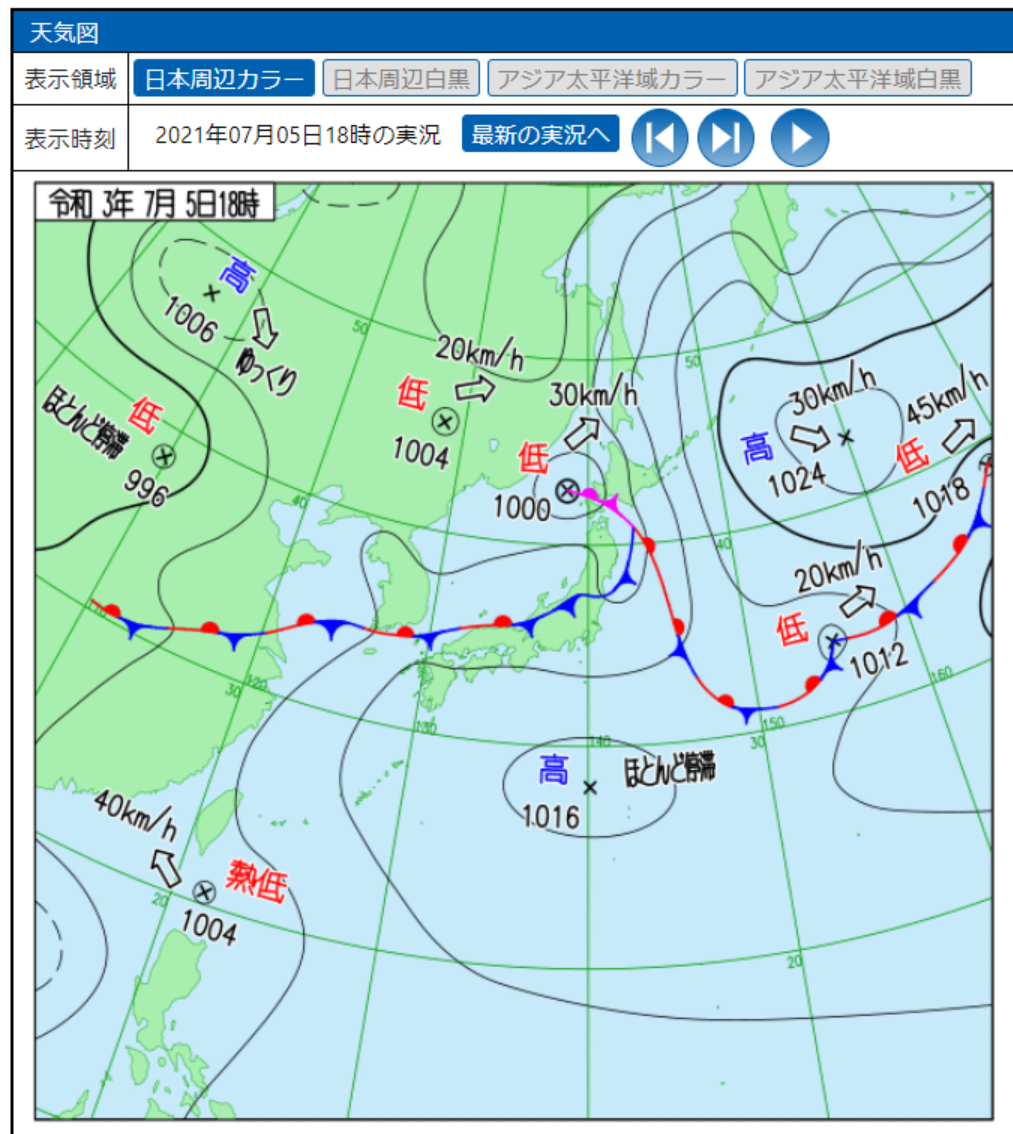 天気図
表示領域 日本周辺カラー 日本周辺白黒 アジア太平洋域カラー アジア太平洋域白黒
表示時刻 2021年07月05日18時の実況 最新の実況へ
令和 3年 7月 5日18時
高
1006
ゆっくり
50
20km/h
50
30km/h
低
1004
30km/h
45km/h
ほとんど停滞
低
996
低
1000
高
1024
低
1018
40
40
20km/h
低
1012
110
30
120
130
140
30
150
160
高
1016
ほとんど停滞
40km/h
熱低
1004
20
20